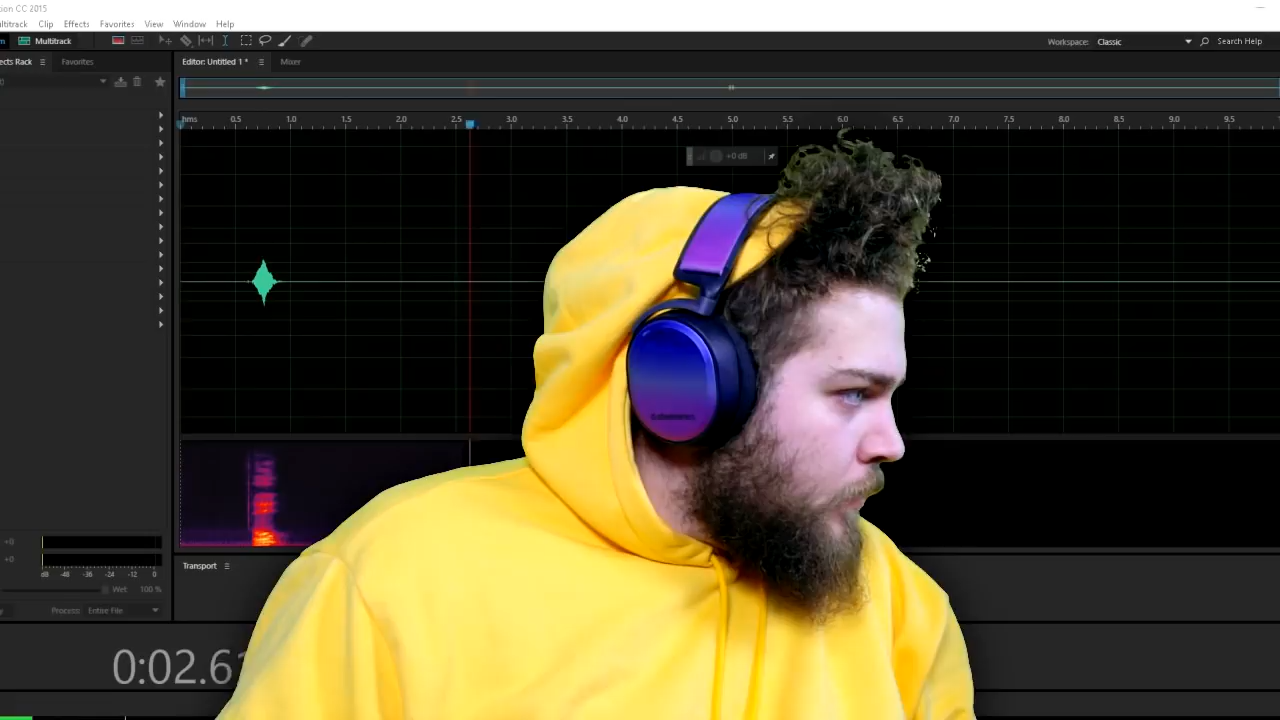 tion CC 2015
ultitrack Clip Effects Favorites View Window Help
m Multitrack Workspace: Classic Search Help
ects Rack Favorites Editor: Untitled 1 * Mixer
0
hms 0.5 1.0 1.5 2.0 2.5 3.0 3.5 4.0 4.5 5.0 5.5 6.0 6.5 7.0 7.5 8.0 8.5 9.0 9.5
+0 dB
+0
+0
dB -48 -36 -24 -12 0
Wet 100 %
y Process: Entire File
Transport
0:02.61